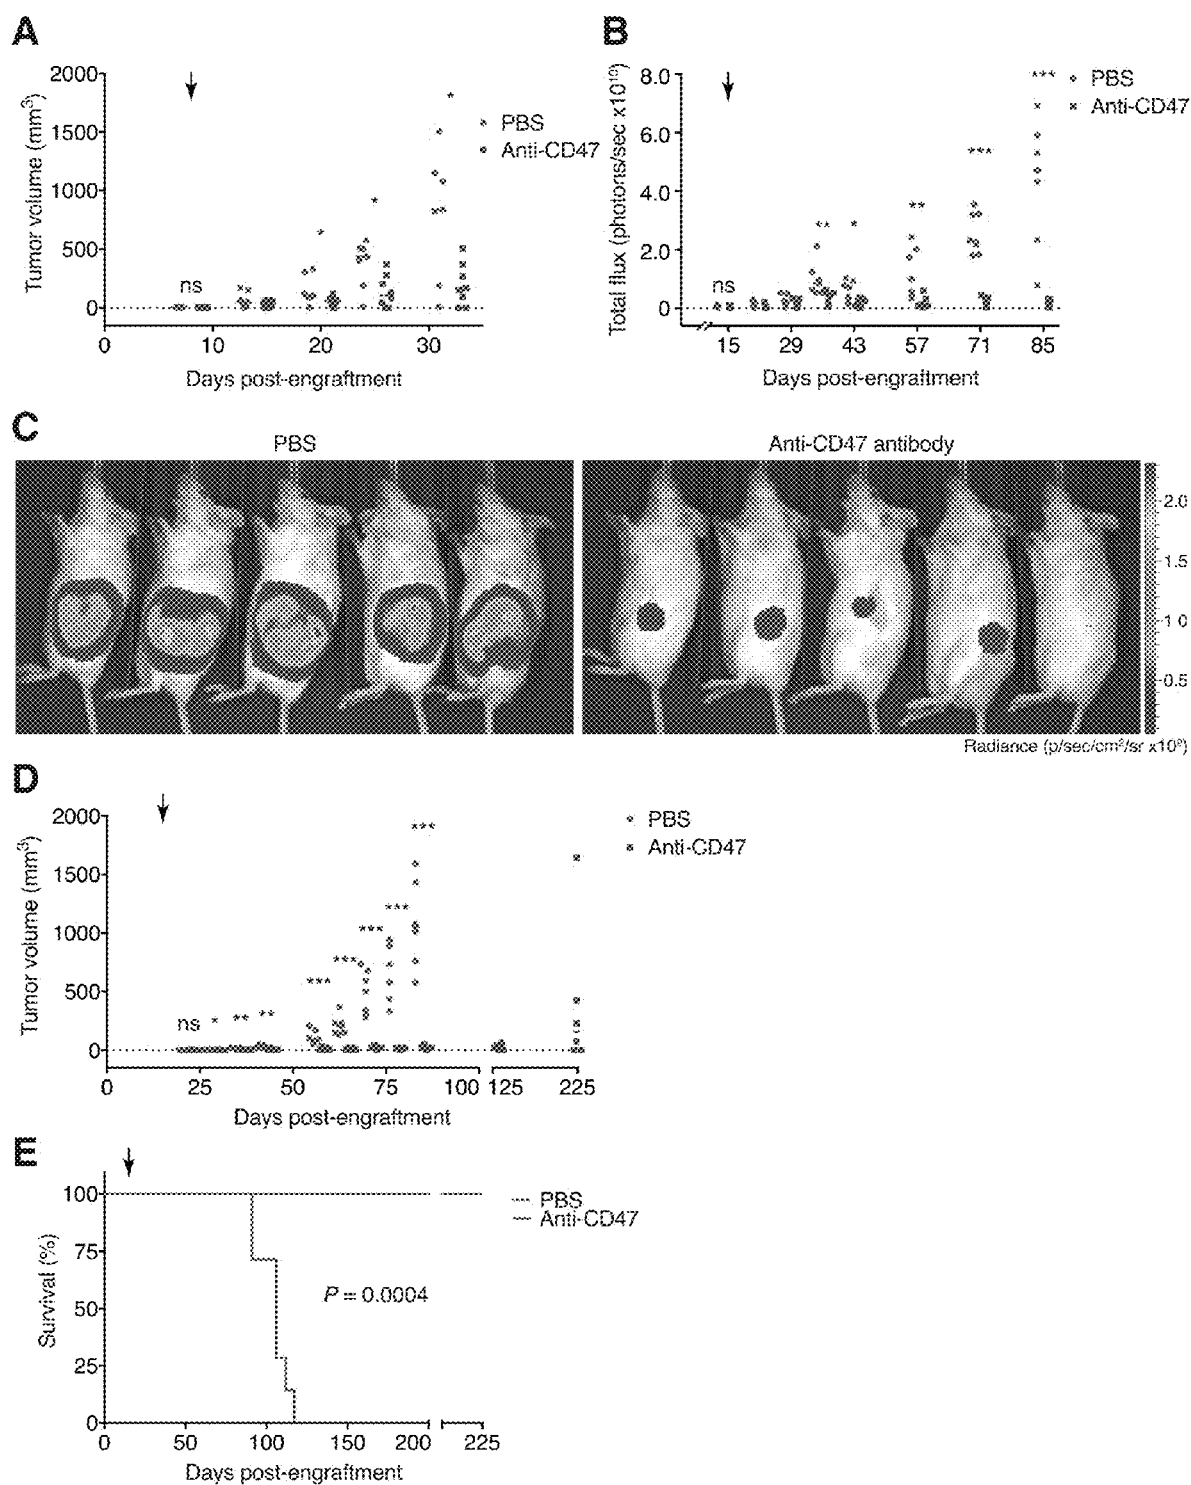 A
2000
1500
1000
500
0
Tumor volume (mm³)
ns
*
*
*
*
PBS
Anti-CD47
0 10 20 30
Days post-engraftment
B
8.0
6.0
4.0
2.0
0
Total flux (photons/sec x10¹⁰)
ns
**
*
**
***
***
PBS
Anti-CD47
15 29 43 57 71 85
Days post-engraftment
C
PBS
Anti-CD47 antibody
2.0
1.5
1.0
0.5
Radiance (p/sec/cm²/sr x10⁹)
D
2000
1500
1000
500
0
Tumor volume (mm³)
ns
*
**
**
***
***
***
***
***
PBS
Anti-CD47
0 25 50 75 100 125 225
Days post-engraftment
E
100
75
50
25
0
Survival (%)
PBS
Anti-CD47
P = 0.0004
0 50 100 150 200 225
Days post-engraftment